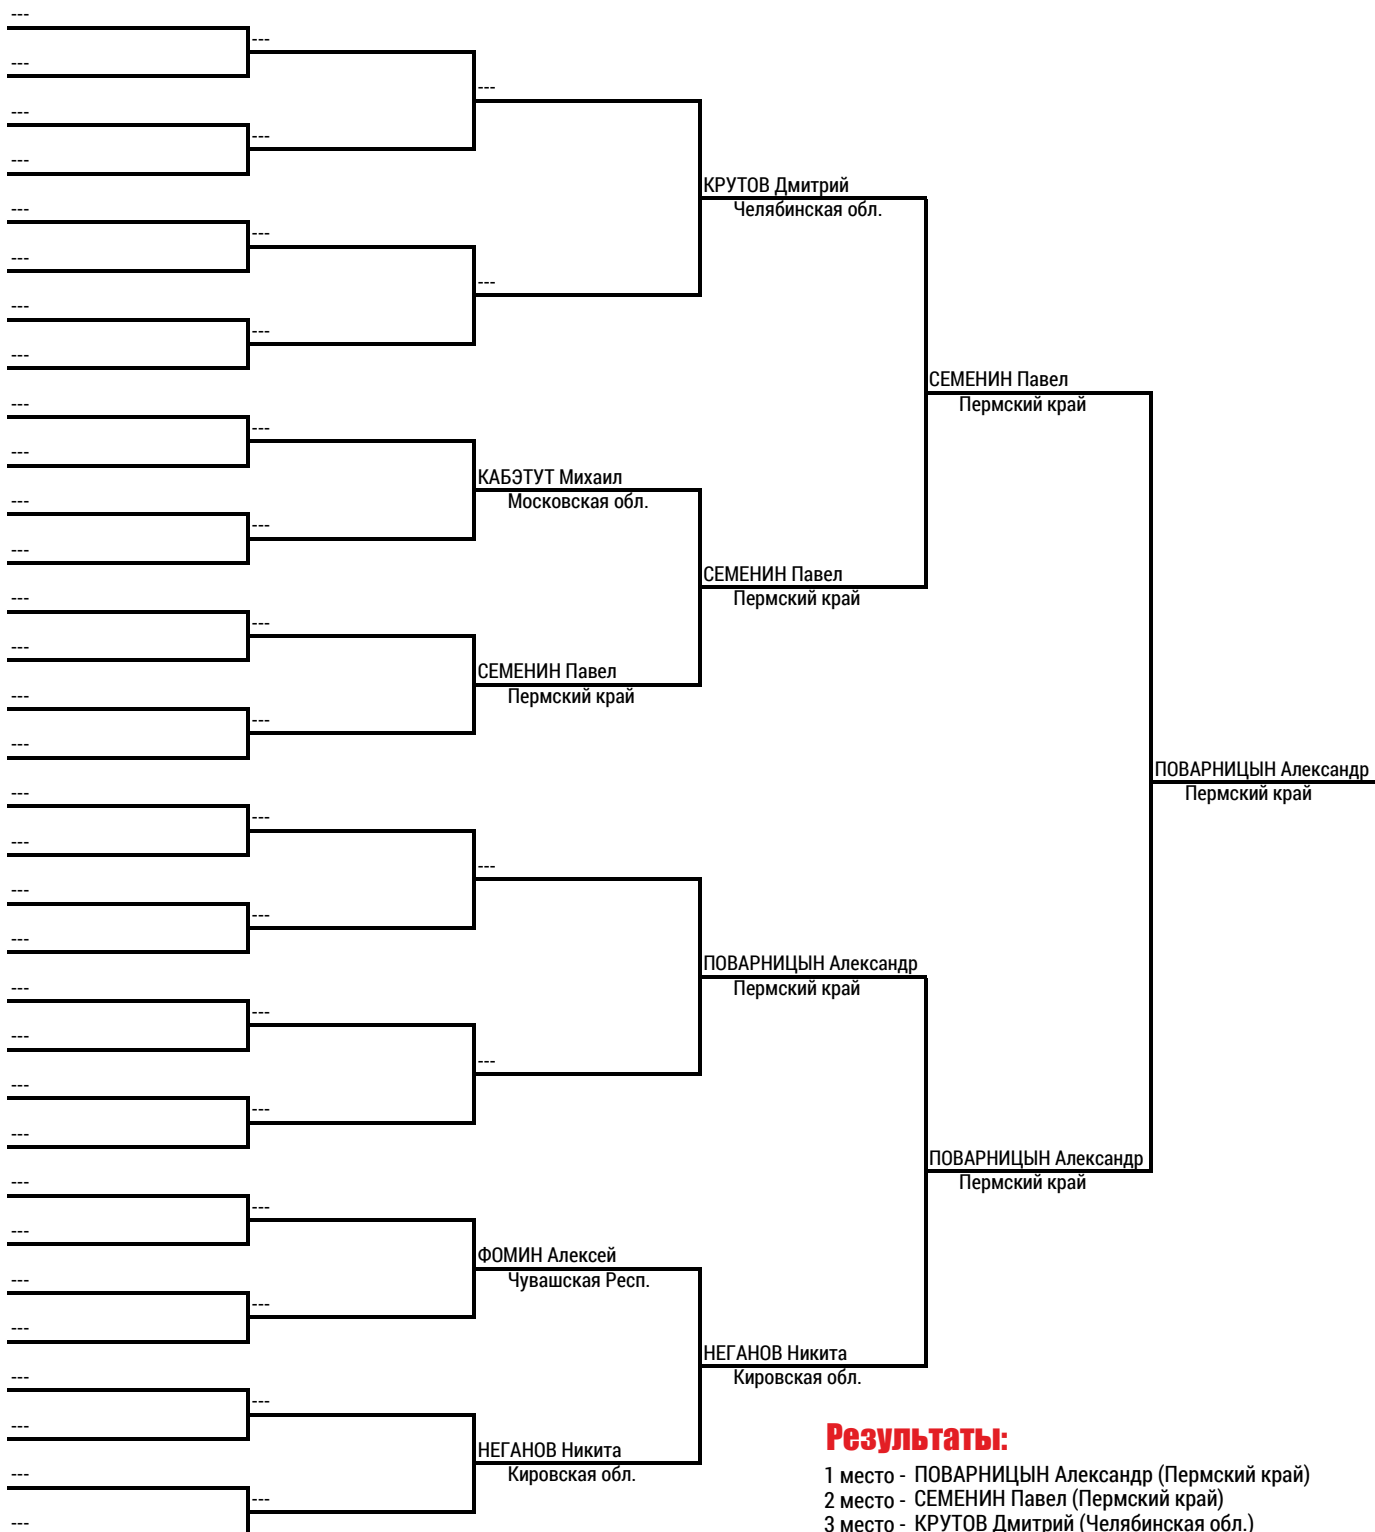 ---
---
---
---
---
---
---
---
---
---
---
---
---
---
КРУТОВ Дмитрий
Челябинская обл.
---
---
---
---
---
---
КАБЭТУТ Михаил
Московская обл.
---
---
---
---
---
---
СЕМЕНИН Павел
Пермский край
---
---
---
СЕМЕНИН Павел
Пермский край
СЕМЕНИН Павел
Пермский край
---
---
---
---
---
---
---
ПОВАРНИЦЫН Александр
Пермский край
---
---
---
---
---
---
---
---
---
---
ФОМИН Алексей
Чувашская Респ.
---
---
---
---
---
---
НЕГАНОВ Никита
Кировская обл.
---
---
---
НЕГАНОВ Никита
Кировская обл.
ПОВАРНИЦЫН Александр
Пермский край
ПОВАРНИЦЫН Александр
Пермский край
Результаты:
1 место - ПОВАРНИЦЫН Александр (Пермский край)
2 место - СЕМЕНИН Павел (Пермский край)
3 место - КРУТОВ Дмитрий (Челябинская обл.)